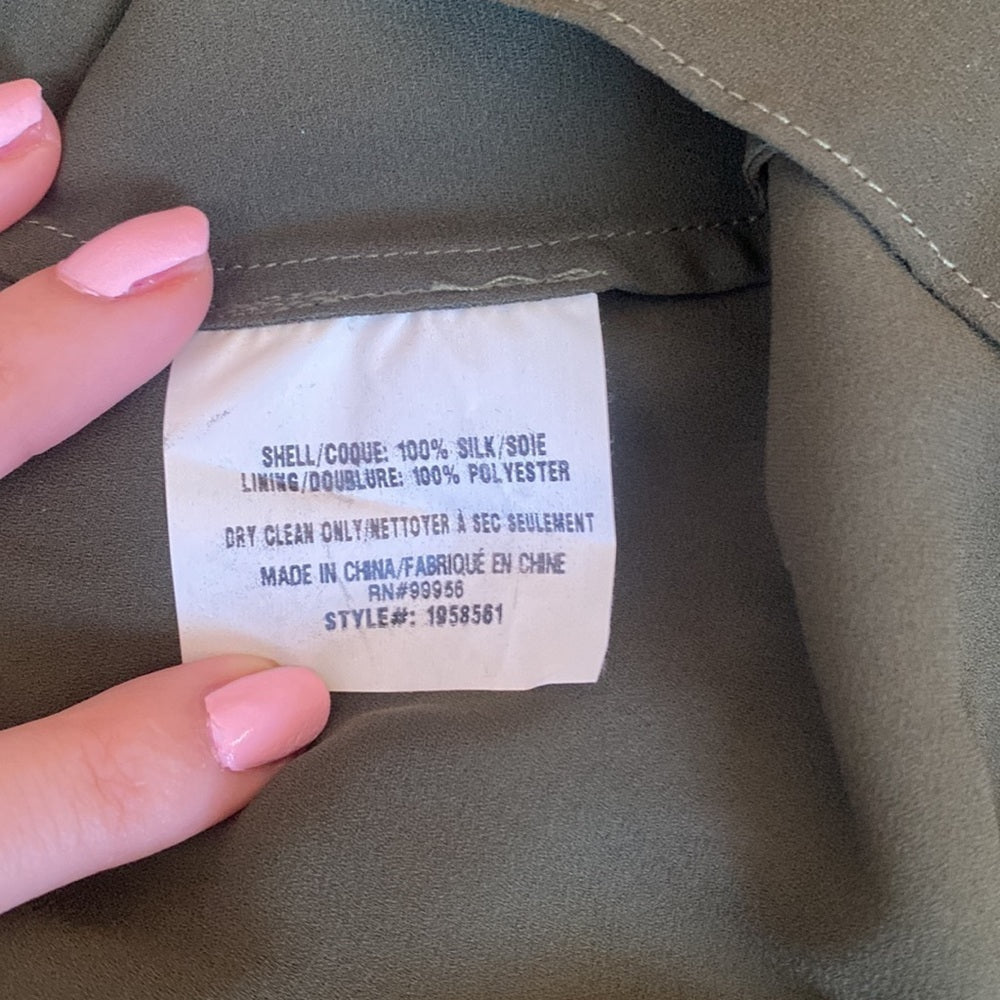 SHELL/COQUE: 100% SILK/SOIE
LINING/DOUBLURE: 100% POLYESTER
DRY CLEAN ONLY/NETTOYER À SEC SEULEMENT
MADE IN CHINA/FABRIQUÉ EN CHINE
RN#99956
STYLE#: 1958561